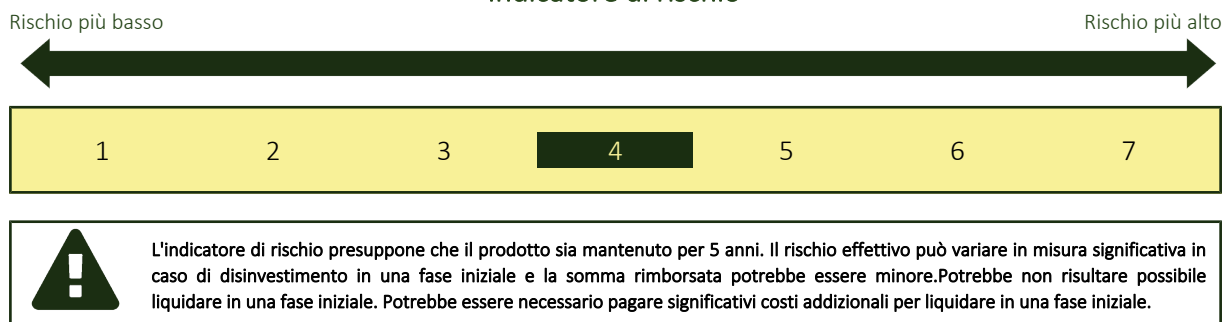 Indicatore di rischio
Rischio più basso
Rischio più alto
1 2 3 4 5 6 7
L'indicatore di rischio presuppone che il prodotto sia mantenuto per 5 anni. Il rischio effettivo può variare in misura significativa in
caso di disinvestimento in una fase iniziale e la somma rimborsata potrebbe essere minore.Potrebbe non risultare possibile
liquidare in una fase iniziale. Potrebbe essere necessario pagare significativi costi addizionali per liquidare in una fase iniziale.